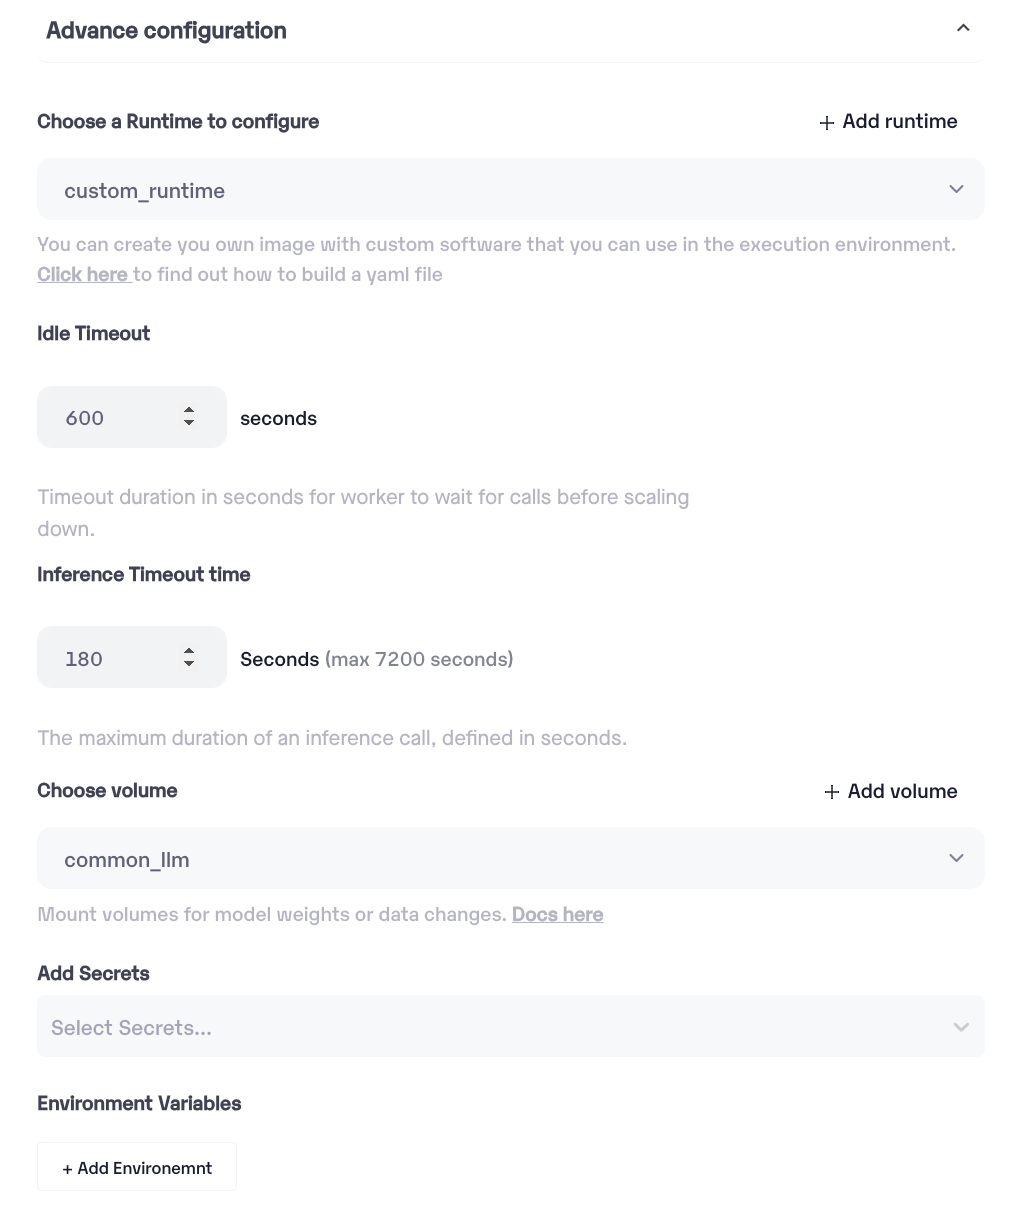 Advance configuration
Choose a Runtime to configure
+ Add runtime
custom_runtime
You can create you own image with custom software that you can use in the execution environment.
Click here to find out how to build a yaml file
Idle Timeout
600 seconds
Timeout duration in seconds for worker to wait for calls before scaling
down.
Inference Timeout time
180 Seconds (max 7200 seconds)
The maximum duration of an inference call, defined in seconds.
Choose volume
+ Add volume
common_llm
Mount volumes for model weights or data changes. Docs here
Add Secrets
Select Secrets...
Environment Variables
+ Add Environemnt